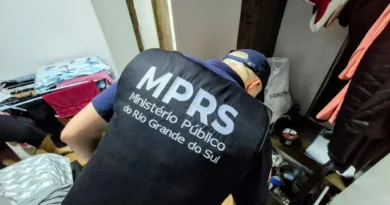 MPRS
Ministério Público
do Rio Grande do Sul